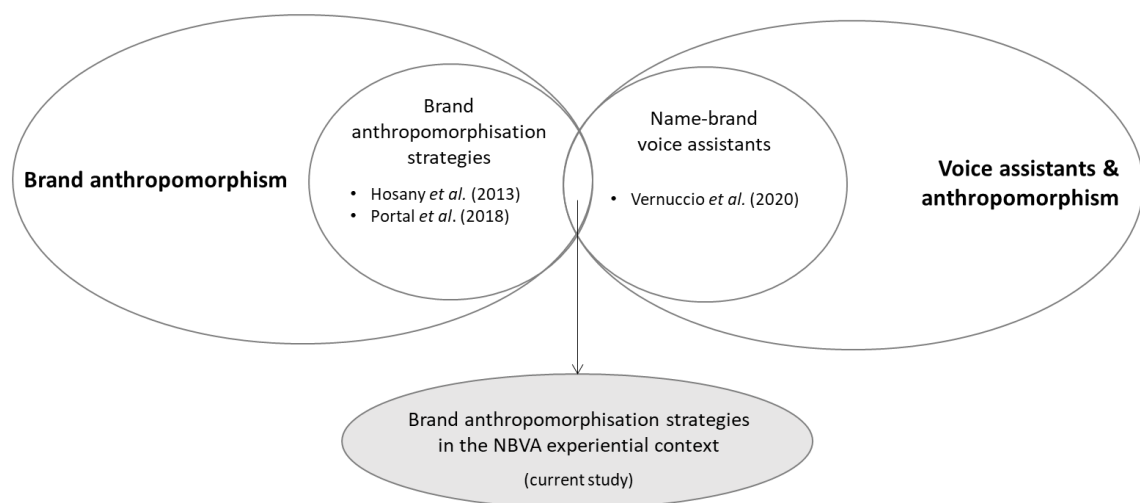 Brand anthropomorphism
Brand
anthropomorphisation
strategies
• Hosany et al. (2013)
• Portal et al. (2018)
Name-brand
voice assistants
• Vernuccio et al. (2020)
Voice assistants &
anthropomorphism
Brand anthropomorphisation strategies
in the NBVA experiential context
(current study)